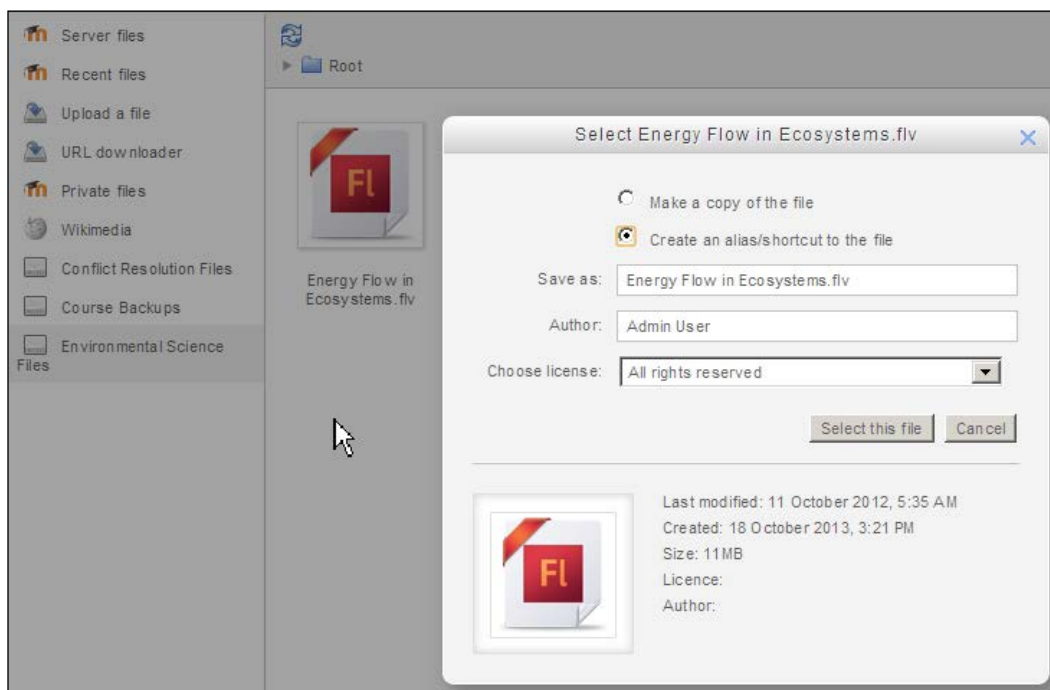 Server files
Recent files
Upload a file
URL downloader
Private files
Wikimedia
Conflict Resolution Files
Course Backups
Environmental Science
Files
Root
Fl
Energy Flow in
Ecosystems.flv
Select Energy Flow in Ecosystems.flv
Make a copy of the file
Create an alias/shortcut to the file
Save as: Energy Flow in Ecosystems.flv
Author: Admin User
Choose license: All rights reserved
Select this file Cancel
Fl
Last modified: 11 October 2012, 5:35 AM
Created: 18 October 2013, 3:21 PM
Size: 11MB
Licence:
Author: